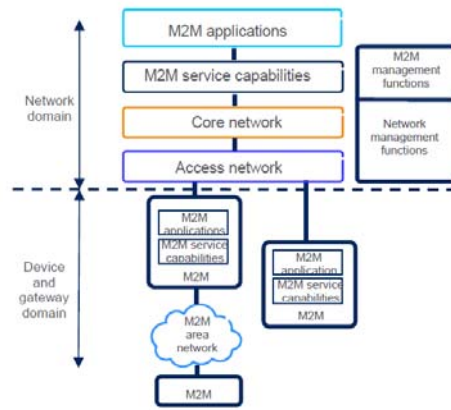 M2M applications
M2M service capabilities
Core network
Access network
M2M
management
functions
Network
management
functions
Network
domain
Device
and
gateway
domain
M2M
applications
M2M service
capabilities
M2M
M2M
application
M2M service
capabilities
M2M
M2M
area
network
M2M